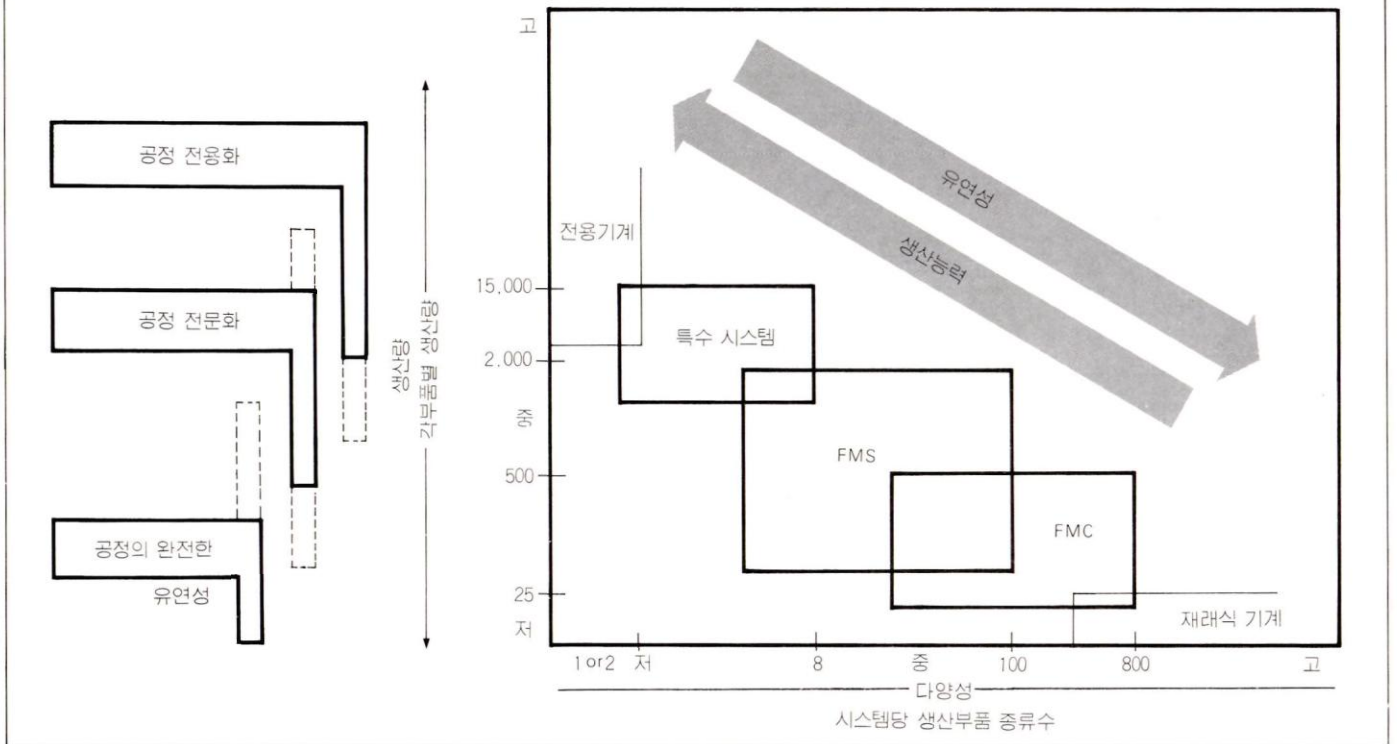 공정 전용화
공정 전문화
공정의 완전한
유연성
생산량
각부품별 생산량
고
15.000
2.000
중
500
25
저
전용기계
특수 시스템
FMS
FMC
재래식 기계
유연성
생산능력
1or2 저 8 중 100 800 고
다양성
시스템당 생산부품 종류수